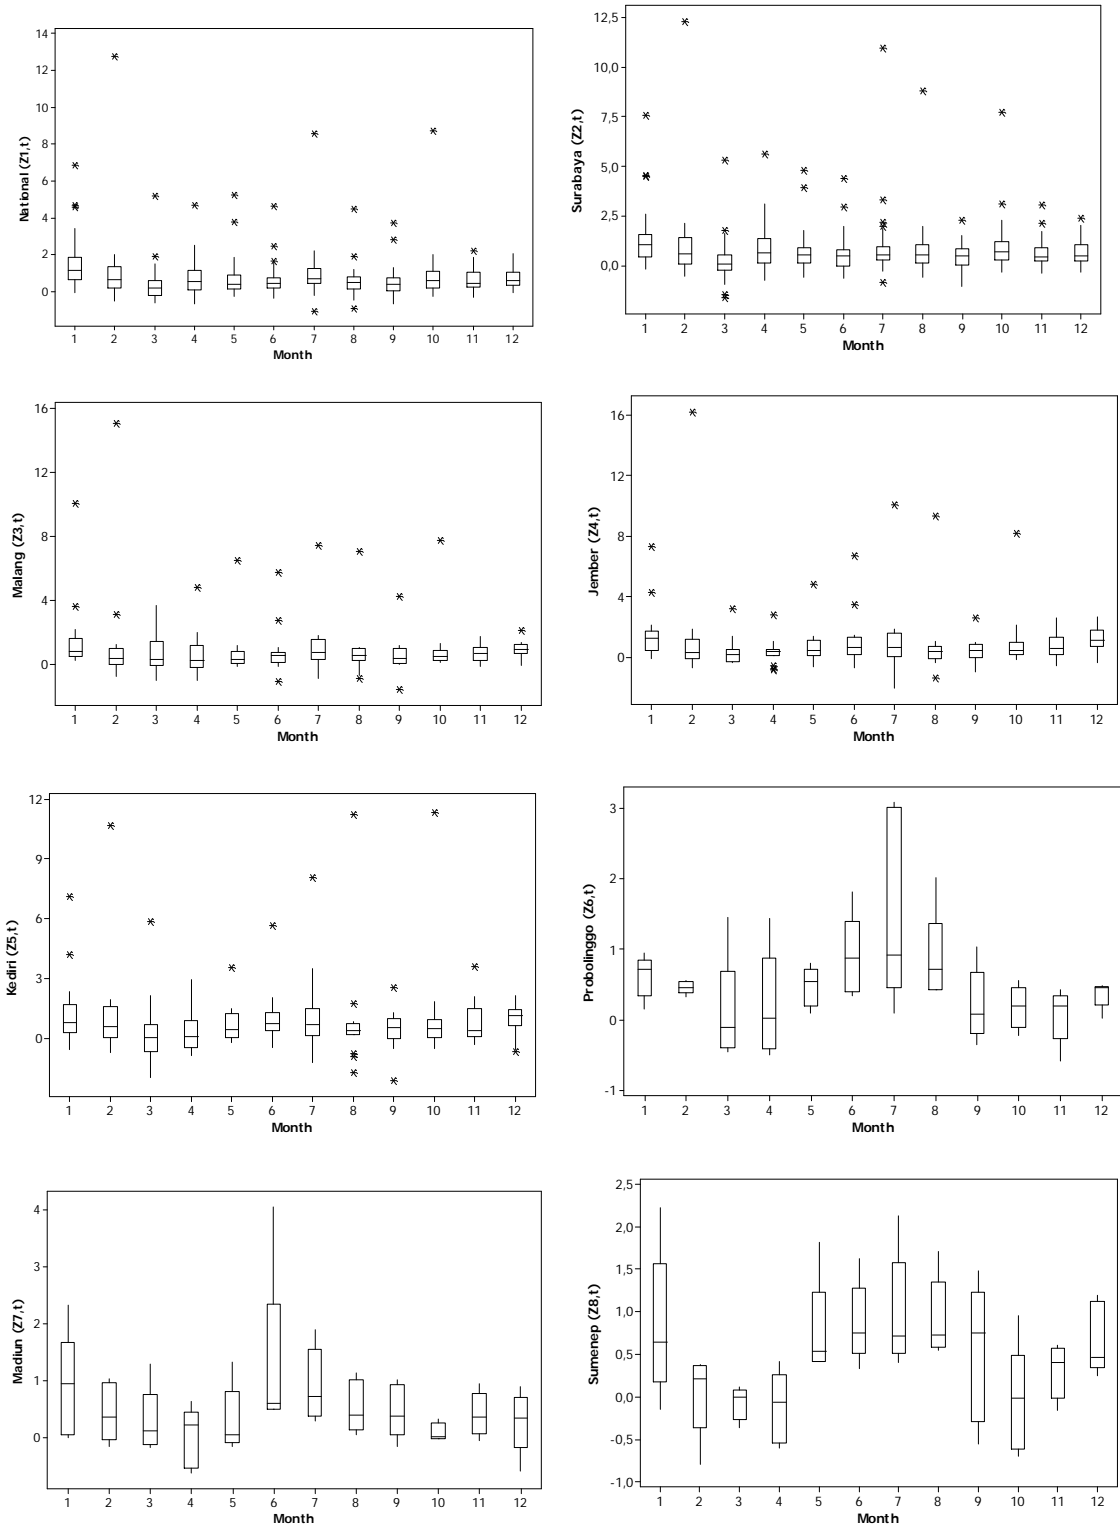 National (Z1,t)
14
12
10
8
6
4
2
0
1 2 3 4 5 6 7 8 9 10 11 12
Month
Surabaya (Z2,t)
12,5
10,0
7,5
5,0
2,5
0,0
1 2 3 4 5 6 7 8 9 10 11 12
Month
Malang (Z3,t)
16
12
8
4
0
1 2 3 4 5 6 7 8 9 10 11 12
Month
Jember (Z4,t)
16
12
8
4
0
1 2 3 4 5 6 7 8 9 10 11 12
Month
Kediri (Z5,t)
12
9
6
3
0
1 2 3 4 5 6 7 8 9 10 11 12
Month
Probolinggo (Z6,t)
3
2
1
0
-1
1 2 3 4 5 6 7 8 9 10 11 12
Month
Madiun (Z7,t)
4
3
2
1
0
1 2 3 4 5 6 7 8 9 10 11 12
Month
Sumenep (Z8,t)
2,5
2,0
1,5
1,0
0,5
0,0
-0,5
-1,0
1 2 3 4 5 6 7 8 9 10 11 12
Month